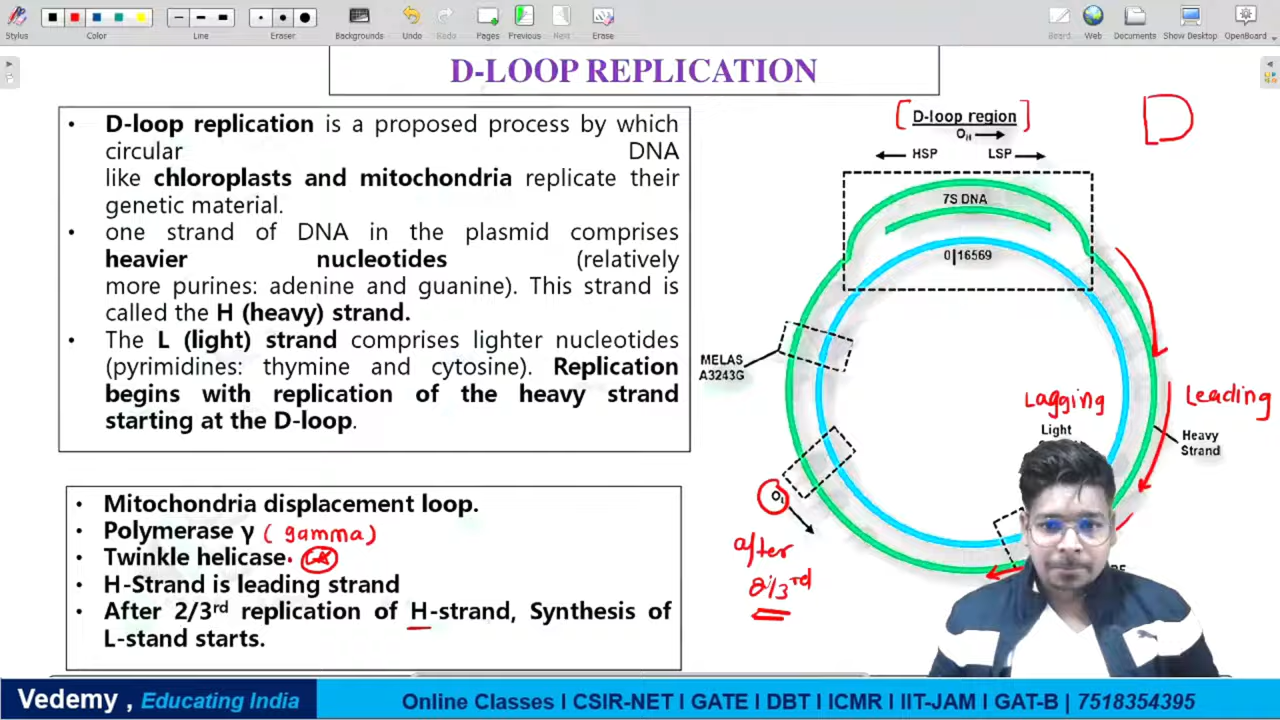 Stylus
Color
Line
Eraser
Backgrounds
Undo
Redo
Pages
Previous
Next
Erase
Board
Web
Documents
Show Desktop
OpenBoard
D-LOOP REPLICATION
• D-loop replication is a proposed process by which
circular DNA
like chloroplasts and mitochondria replicate their
genetic material.
• one strand of DNA in the plasmid comprises
heavier nucleotides (relatively
more purines: adenine and guanine). This strand is
called the H (heavy) strand.
• The L (light) strand comprises lighter nucleotides
(pyrimidines: thymine and cytosine). Replication
begins with replication of the heavy strand
starting at the D-loop.
• Mitochondria displacement loop.
• Polymerase γ (gamma)
• Twinkle helicase.
• H-Strand is leading strand
• After 2/3rd replication of H-strand, Synthesis of
L-stand starts.
[D-loop region]
OH
HSP LSP
D
7S DNA
0|16569
MELAS
A3243G
Lagging
Light
Leading
Heavy
Strand
OL
after
2/3rd
Vedemy , Educating India
Online Classes I CSIR-NET I GATE I DBT I ICMR I IIT-JAM I GAT-B I 7518354395